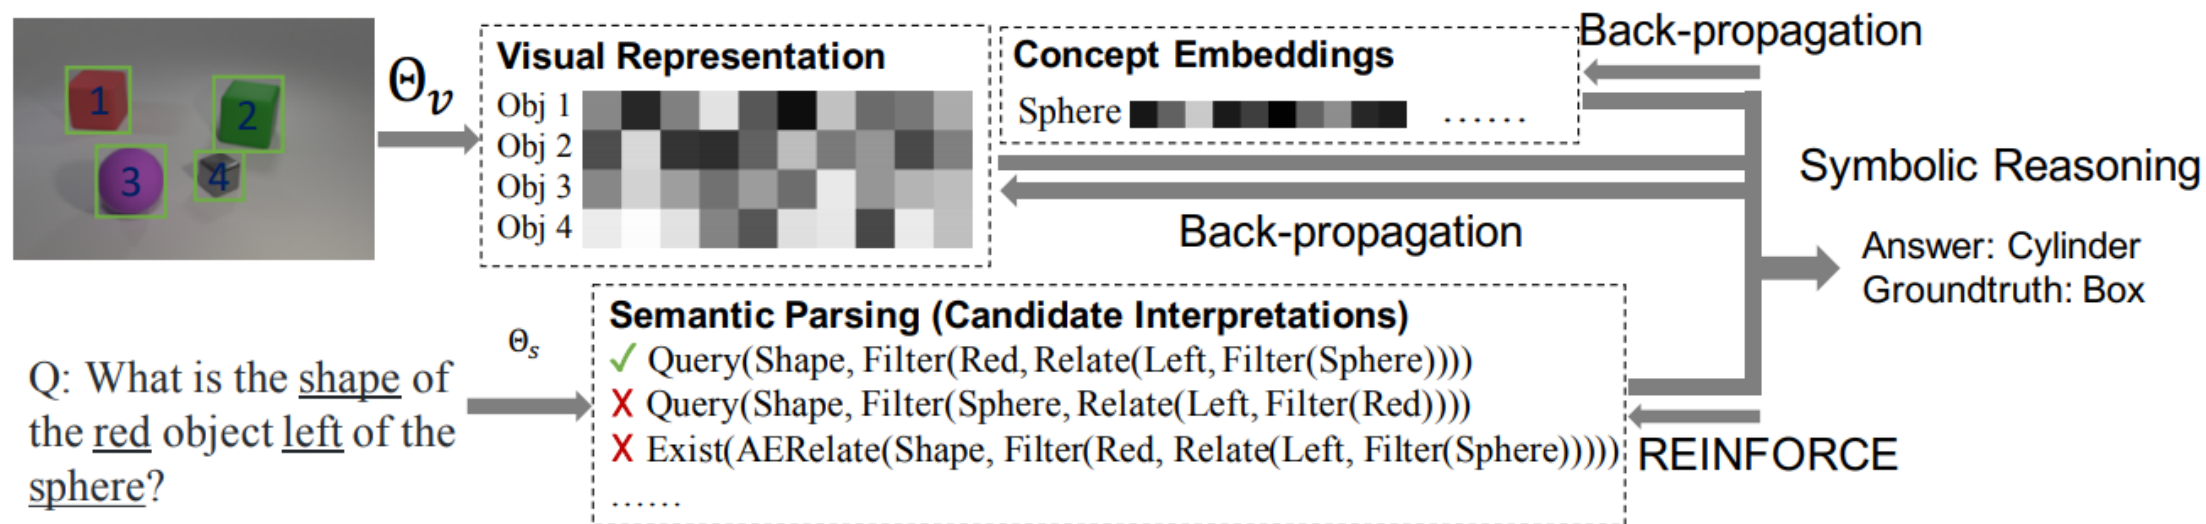 1
2
3
4
Θv
Visual Representation
Obj 1
Obj 2
Obj 3
Obj 4
Concept Embeddings
Sphere ......
Back-propagation
Back-propagation
Symbolic Reasoning
Answer: Cylinder
Groundtruth: Box
Q: What is the shape of
the red object left of the
sphere?
Θs
Semantic Parsing (Candidate Interpretations)
✓ Query(Shape, Filter(Red, Relate(Left, Filter(Sphere))))
X Query(Shape, Filter(Sphere, Relate(Left, Filter(Red))))
X Exist(AERelate(Shape, Filter(Red, Relate(Left, Filter(Sphere)))))
......
REINFORCE